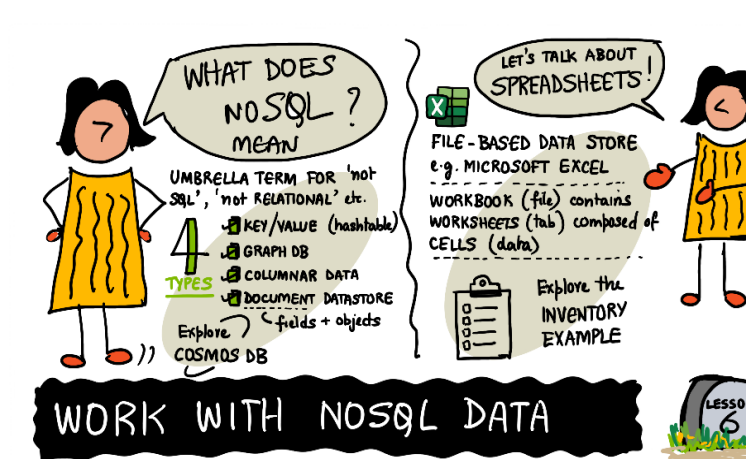 WHAT DOES
NOSQL?
MEAN
UMBRELLA TERM FOR 'not
SQL', 'not RELATIONAL' etc.
4
TYPES
KEY/VALUE (hashtable)
GRAPH DB
COLUMNAR DATA
DOCUMENT DATASTORE
fields + objects
Explore
COSMOS DB
LET'S TALK ABOUT
SPREADSHEETS!
X
FILE-BASED DATA STORE
e.g. MICROSOFT EXCEL
WORKBOOK (file) contains
WORKSHEETS (tab) composed of
CELLS (data)
Explore the
INVENTORY
EXAMPLE
WORK WITH NOSQL DATA
LESSO
6